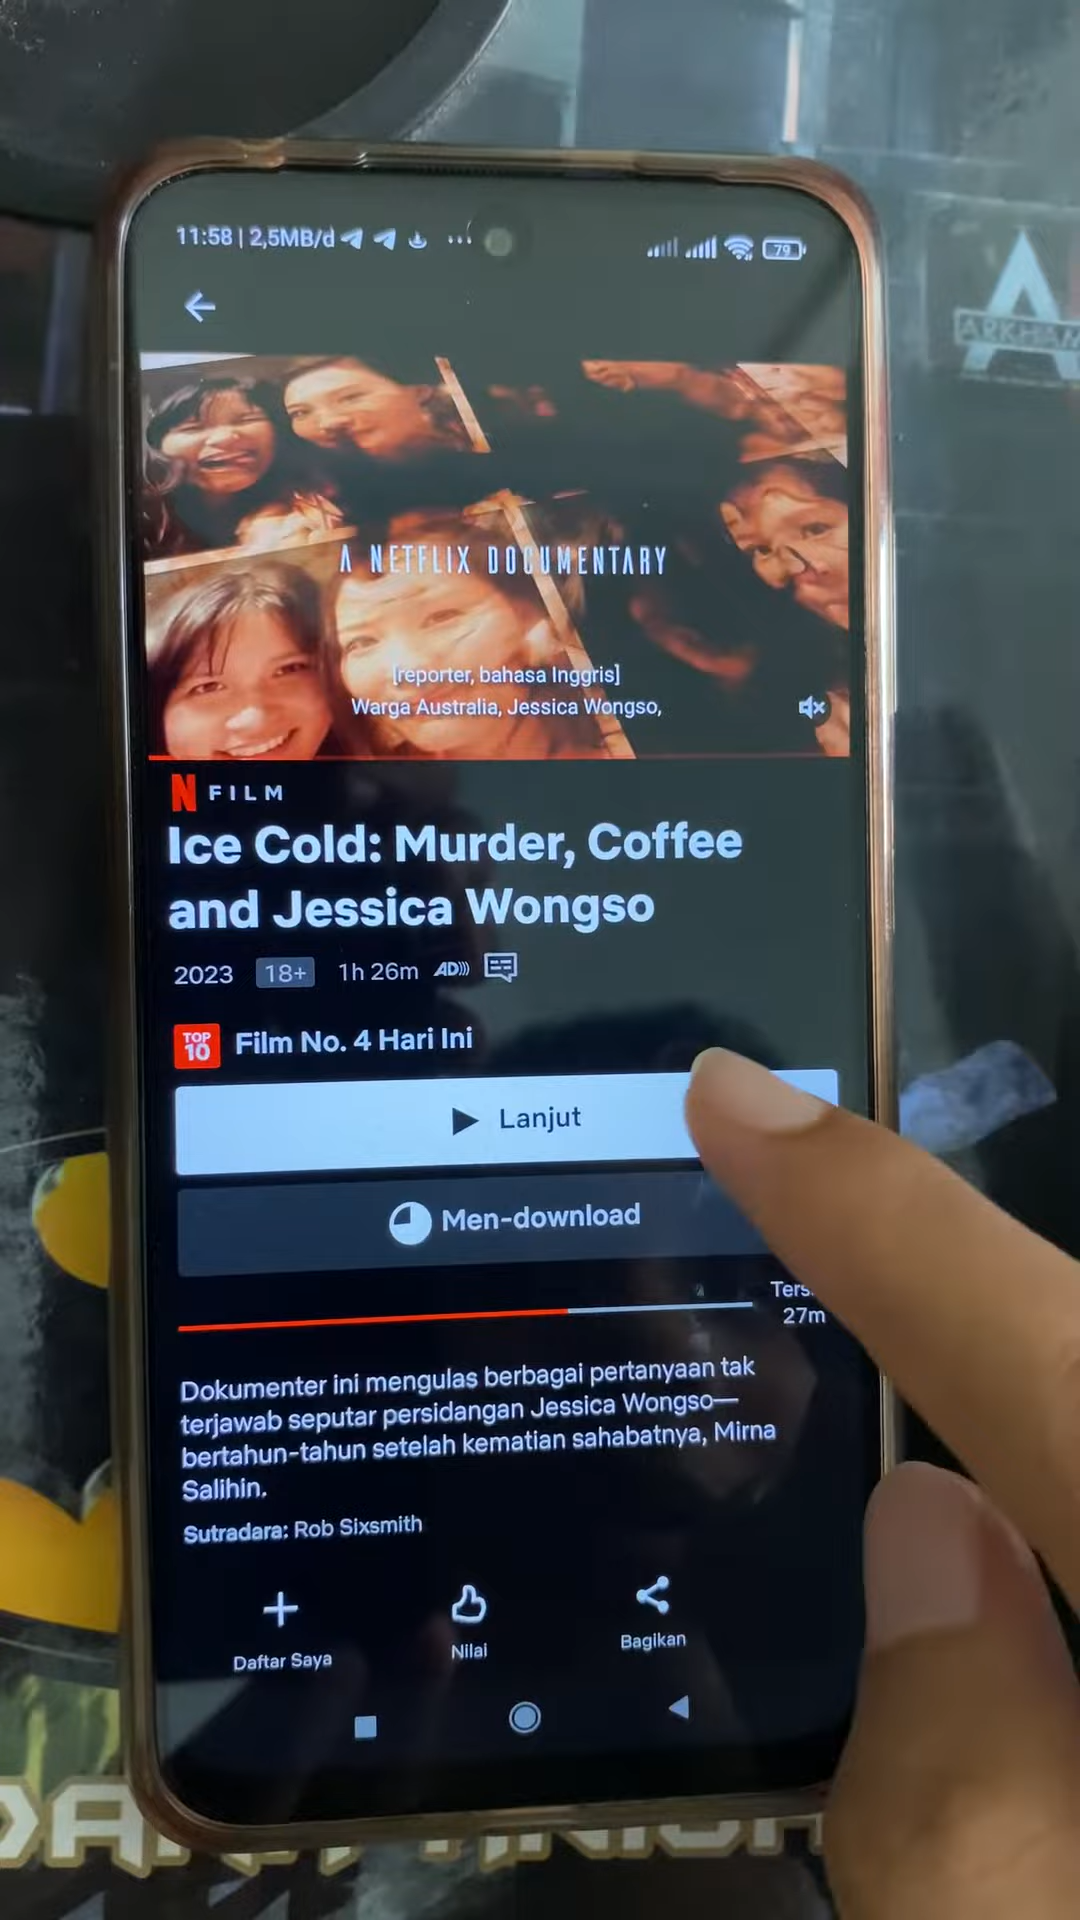 11:58 | 2,5MB/d
79
ARKHAM
A NETFLIX DOCUMENTARY
[reporter, bahasa Inggris]
Warga Australia, Jessica Wongso,
N FILM
Ice Cold: Murder, Coffee
and Jessica Wongso
2023 18+ 1h 26m AD
TOP
10
Film No. 4 Hari Ini
Lanjut
Men-download
27m
Dokumenter ini mengulas berbagai pertanyaan tak
terjawab seputar persidangan Jessica Wongso—
bertahun-tahun setelah kematian sahabatnya, Mirna
Salihin.
Sutradara: Rob Sixsmith
Daftar Saya
Nilai
Bagikan